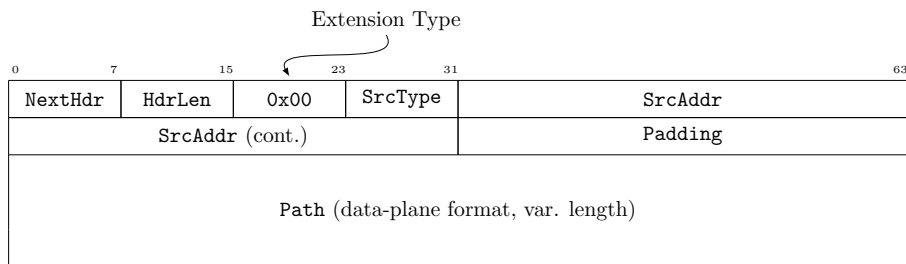 Extension Type
0 7 15 23 31 63
NextHdr HdrLen 0x00 SrcType SrcAddr
SrcAddr (cont.) Padding
Path (data-plane format, var. length)